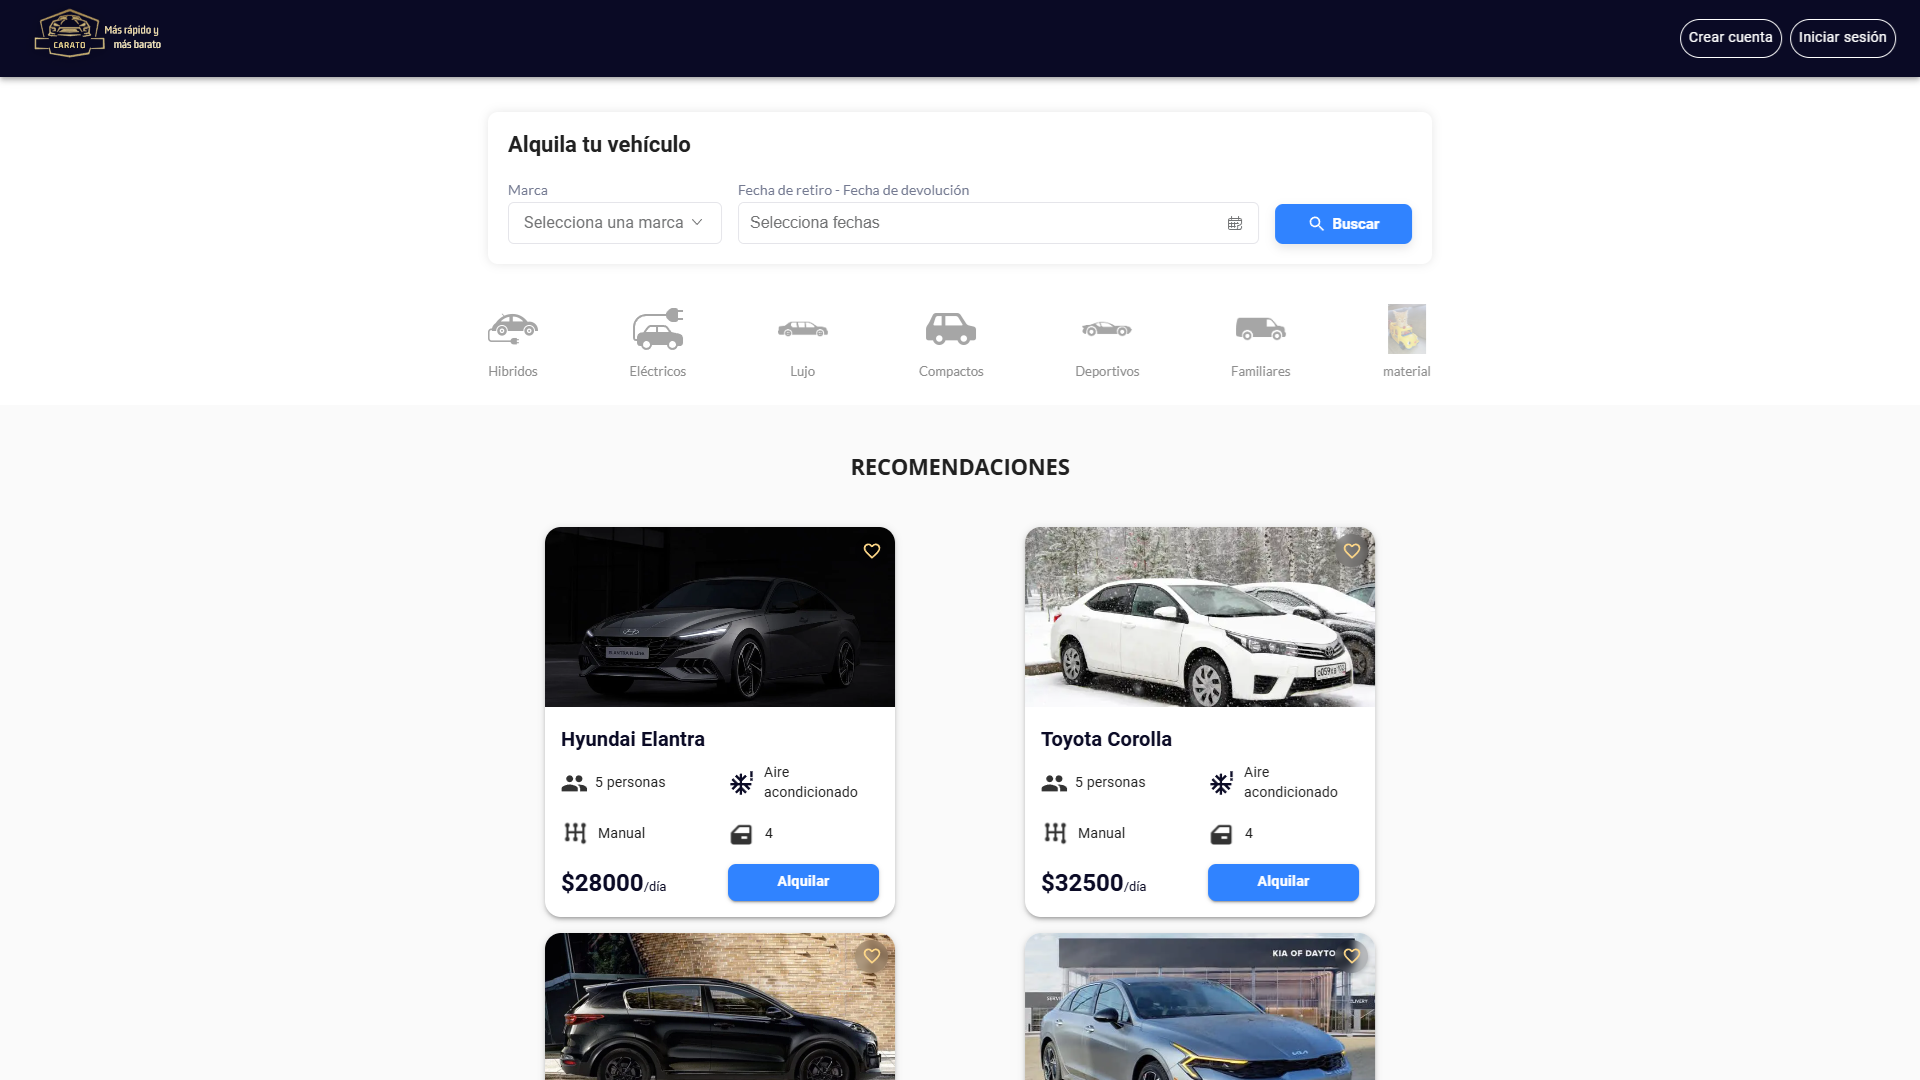 Más rápido y
más barato
CARATO
Crear cuenta
Iniciar sesión
Alquila tu vehículo
Marca
Fecha de retiro - Fecha de devolución
Selecciona una marca
Selecciona fechas
Buscar
Hibridos
Eléctricos
Lujo
Compactos
Deportivos
Familiares
material
RECOMENDACIONES
Hyundai Elantra
5 personas
Aire
acondicionado
Manual
4
$28000/día
Alquilar
Toyota Corolla
5 personas
Aire
acondicionado
Manual
4
$32500/día
Alquilar
KIA OF DAYTO